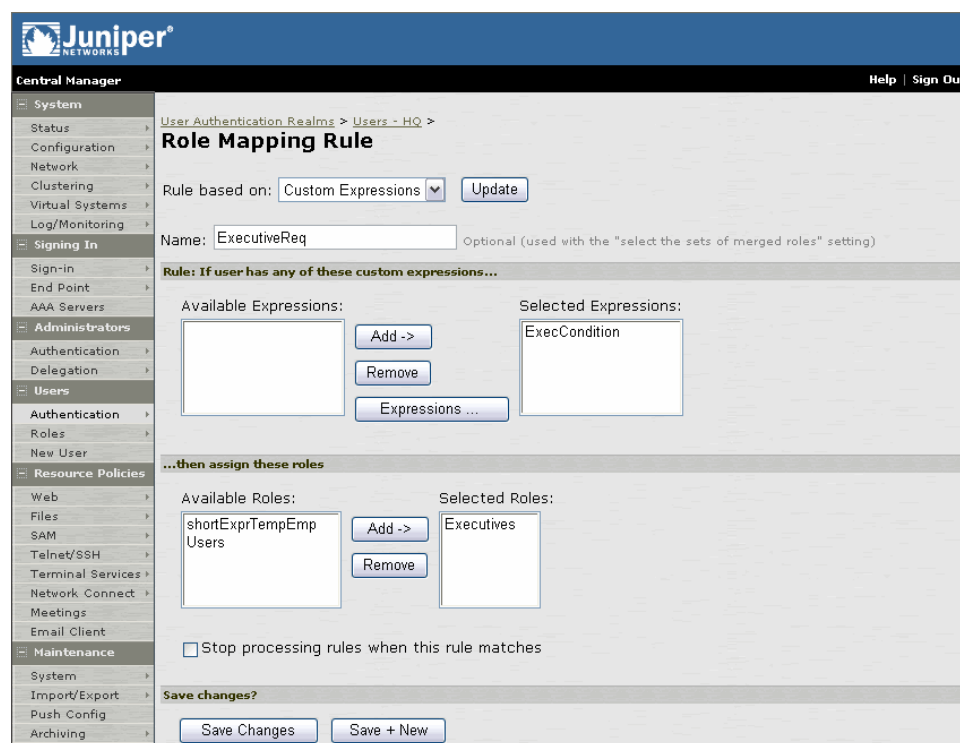 Juniper®
NETWORKS
Central Manager
Help | Sign Ou
System
Status
Configuration
Network
Clustering
Virtual Systems
Log/Monitoring
Signing In
Sign-in
End Point
AAA Servers
Administrators
Authentication
Delegation
Users
Authentication
Roles
New User
Resource Policies
Web
Files
SAM
Telnet/SSH
Terminal Services
Network Connect
Meetings
Email Client
Maintenance
System
Import/Export
Push Config
Archiving
User Authentication Realms > Users - HQ >
Role Mapping Rule
Rule based on: Custom Expressions Update
Name: ExecutiveReq Optional (used with the "select the sets of merged roles" setting)
Rule: If user has any of these custom expressions...
Available Expressions: Selected Expressions:
Add -> ExecCondition
Remove
Expressions ...
...then assign these roles
Available Roles: Selected Roles:
shortExprTempEmp Add -> Executives
Users
Remove
Stop processing rules when this rule matches
Save changes?
Save Changes Save + New